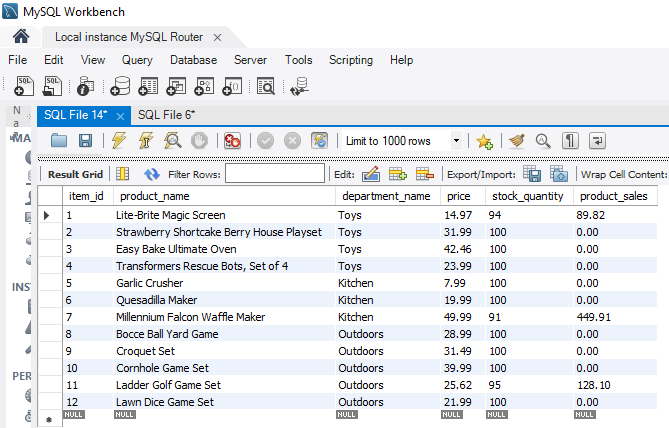 MySQL Workbench
Local instance MySQL Router
File Edit View Query Database Server Tools Scripting Help
SQL SQL
Na
SQL File 14* SQL File 6*
MA
Limit to 1000 rows
Result Grid Filter Rows: Edit: Export/Import: Wrap Cell Content:
item_id product_name department_name price stock_quantity product_sales
1 Lite-Brite Magic Screen Toys 14.97 94 89.82
2 Strawberry Shortcake Berry House Playset Toys 31.99 100 0.00
3 Easy Bake Ultimate Oven Toys 42.46 100 0.00
4 Transformers Rescue Bots, Set of 4 Toys 23.99 100 0.00
5 Garlic Crusher Kitchen 7.99 100 0.00
INS
6 Quesadilla Maker Kitchen 19.99 100 0.00
7 Millennium Falcon Waffle Maker Kitchen 49.99 91 449.91
8 Bocce Ball Yard Game Outdoors 28.99 100 0.00
9 Croquet Set Outdoors 31.49 100 0.00
10 Cornhole Game Set Outdoors 39.99 100 0.00
PER
11 Ladder Golf Game Set Outdoors 25.62 95 128.10
12 Lawn Dice Game Set Outdoors 21.99 100 0.00
NULL NULL NULL NULL NULL NULL